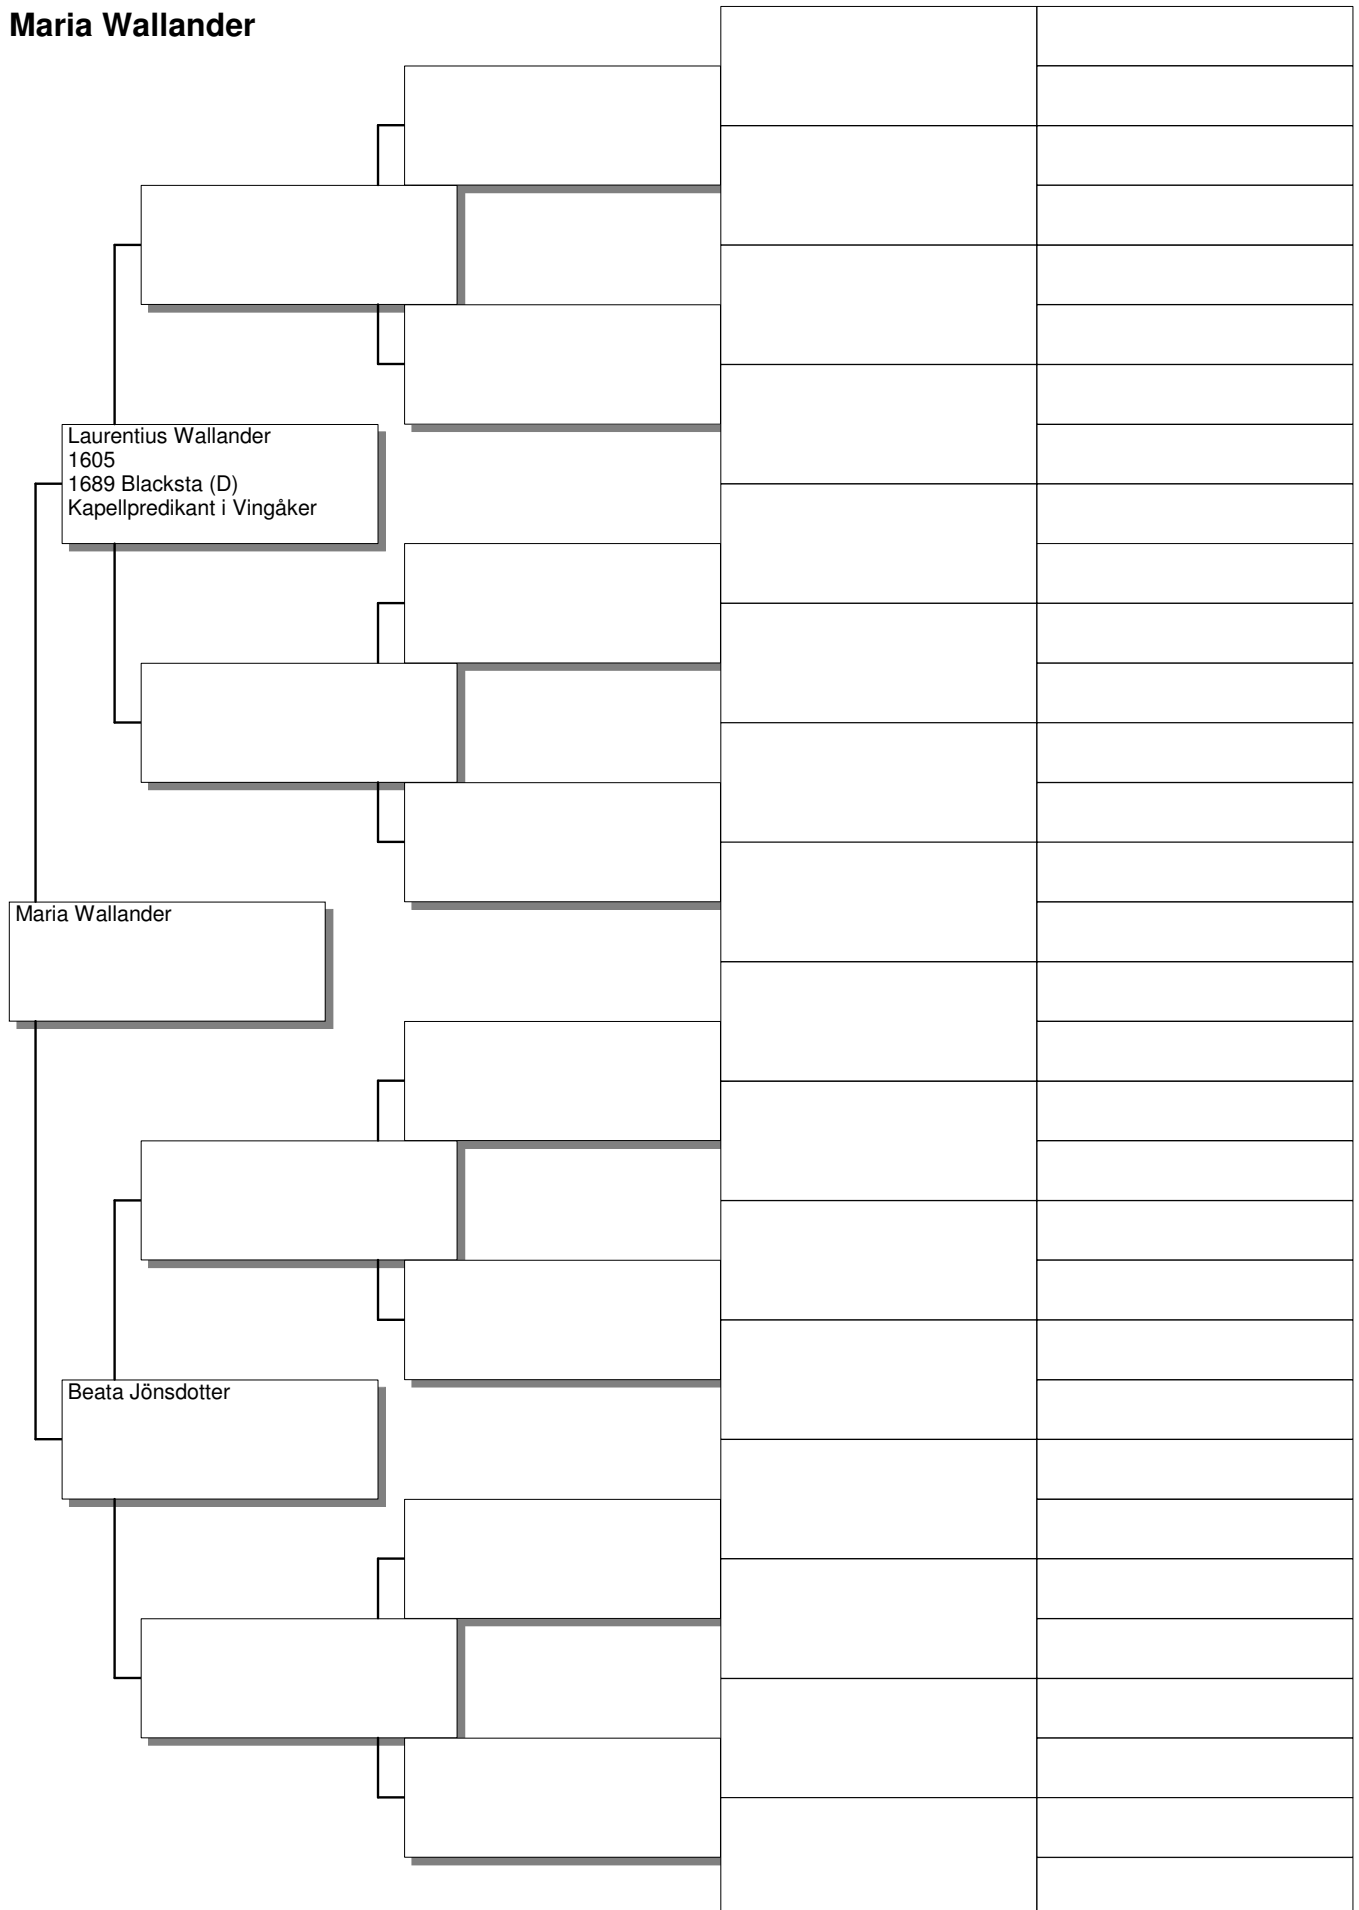 Maria Wallander
Laurentius Wallander
1605
1689 Blacksta (D)
Kapellpredikant i Vingåker
Maria Wallander
Beata Jönsdotter